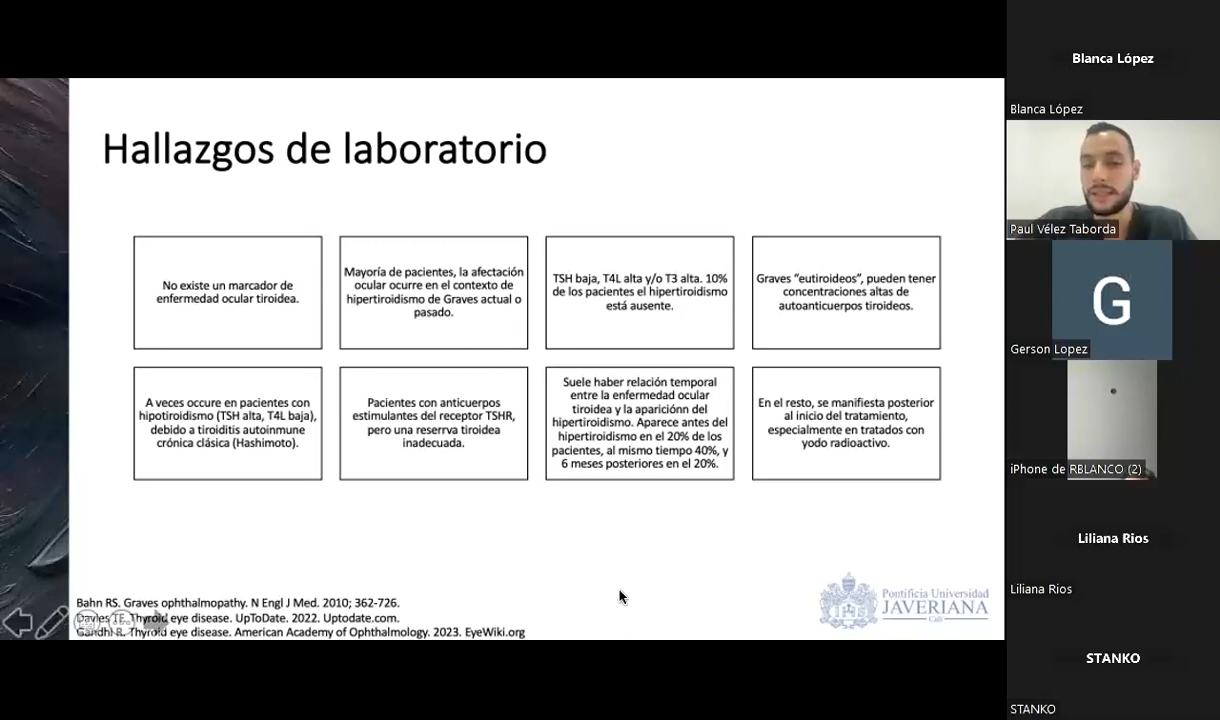 Hallazgos de laboratorio
No existe un marcador de
enfermedad ocular tiroidea.
Mayoría de pacientes, la afectación
ocular ocurre en el contexto de
hipertiroidismo de Graves actual o
pasado.
TSH baja, T4L alta y/o T3 alta. 10%
de los pacientes el hipertiroidismo
está ausente.
Graves “eutiroideos”, pueden tener
concentraciones altas de
autoanticuerpos tiroideos.
A veces occure en pacientes con
hipotiroidismo (TSH alta, T4L baja),
debido a tiroiditis autoinmune
crónica clásica (Hashimoto).
Pacientes con anticuerpos
estimulantes del receptor TSHR,
pero una reserrva tiroidea
inadecuada.
Suele haber relación temporal
entre la enfermedad ocular
tiroidea y la apariciónn del
hipertiroidismo. Aparece antes del
hipertiroidismo en el 20% de los
pacientes, al mismo tiempo 40%, y
6 meses posteriores en el 20%.
En el resto, se manifiesta posterior
al inicio del tratamiento,
especialmente en tratados con
yodo radioactivo.
Bahn RS. Graves ophthalmopathy. N Engl J Med. 2010; 362-726.
Davies TF. Thyroid eye disease. UpToDate. 2022. Uptodate.com.
Gandhi R. Thyroid eye disease. American Academy of Ophthalmology. 2023. EyeWiki.org
IHS
Pontificia Universidad
JAVERIANA
Cali
Blanca López
Blanca López
Paul Vélez Taborda
G
Gerson Lopez
iPhone de RBLANCO (2)
Liliana Rios
Liliana Rios
STANKO
STANKO